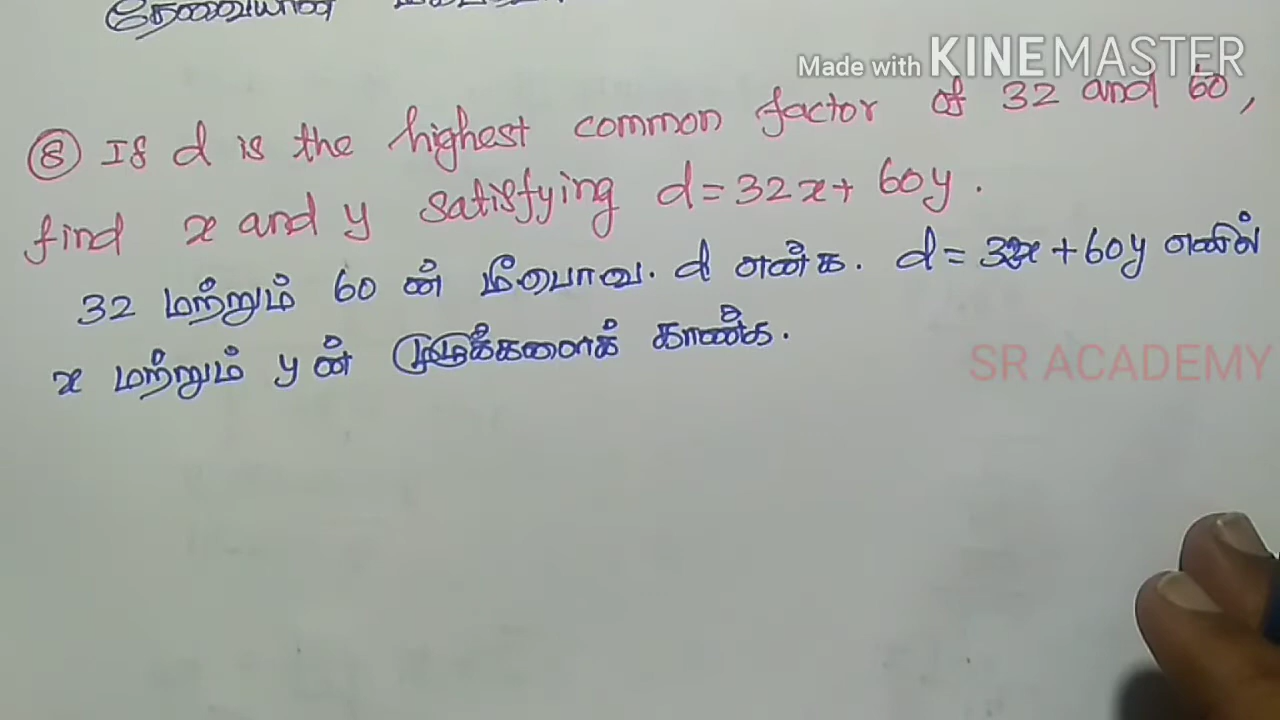 தேவையான
Made with KINEMASTER
⑧ If d is the highest common factor of 32 and 60,
find x and y satisfying d=32x+ 60y.
32 மற்றும் 60 ன் மீபொவ. d என்க. d = 32x + 60y எனில்
x மற்றும் y ன் முழுக்களைக் காண்க.
SR ACADEMY